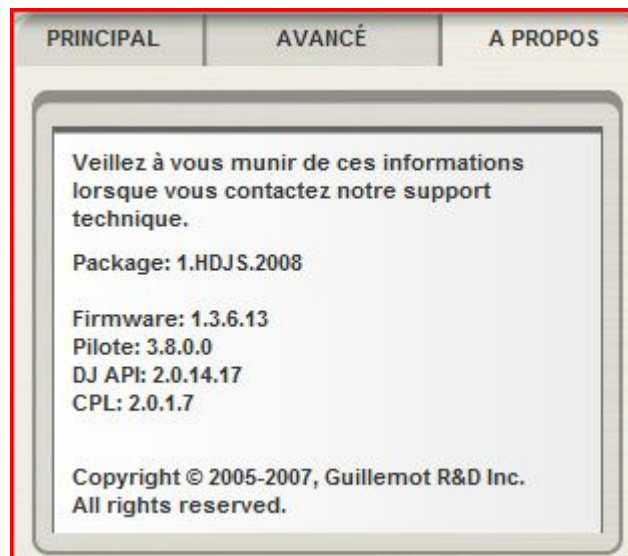 PRINCIPAL AVANCÉ A PROPOS
Veillez à vous munir de ces informations
lorsque vous contactez notre support
technique.
Package: 1.HDJS.2008
Firmware: 1.3.6.13
Pilote: 3.8.0.0
DJ API: 2.0.14.17
CPL: 2.0.1.7
Copyright © 2005-2007, Guillemot R&D Inc.
All rights reserved.